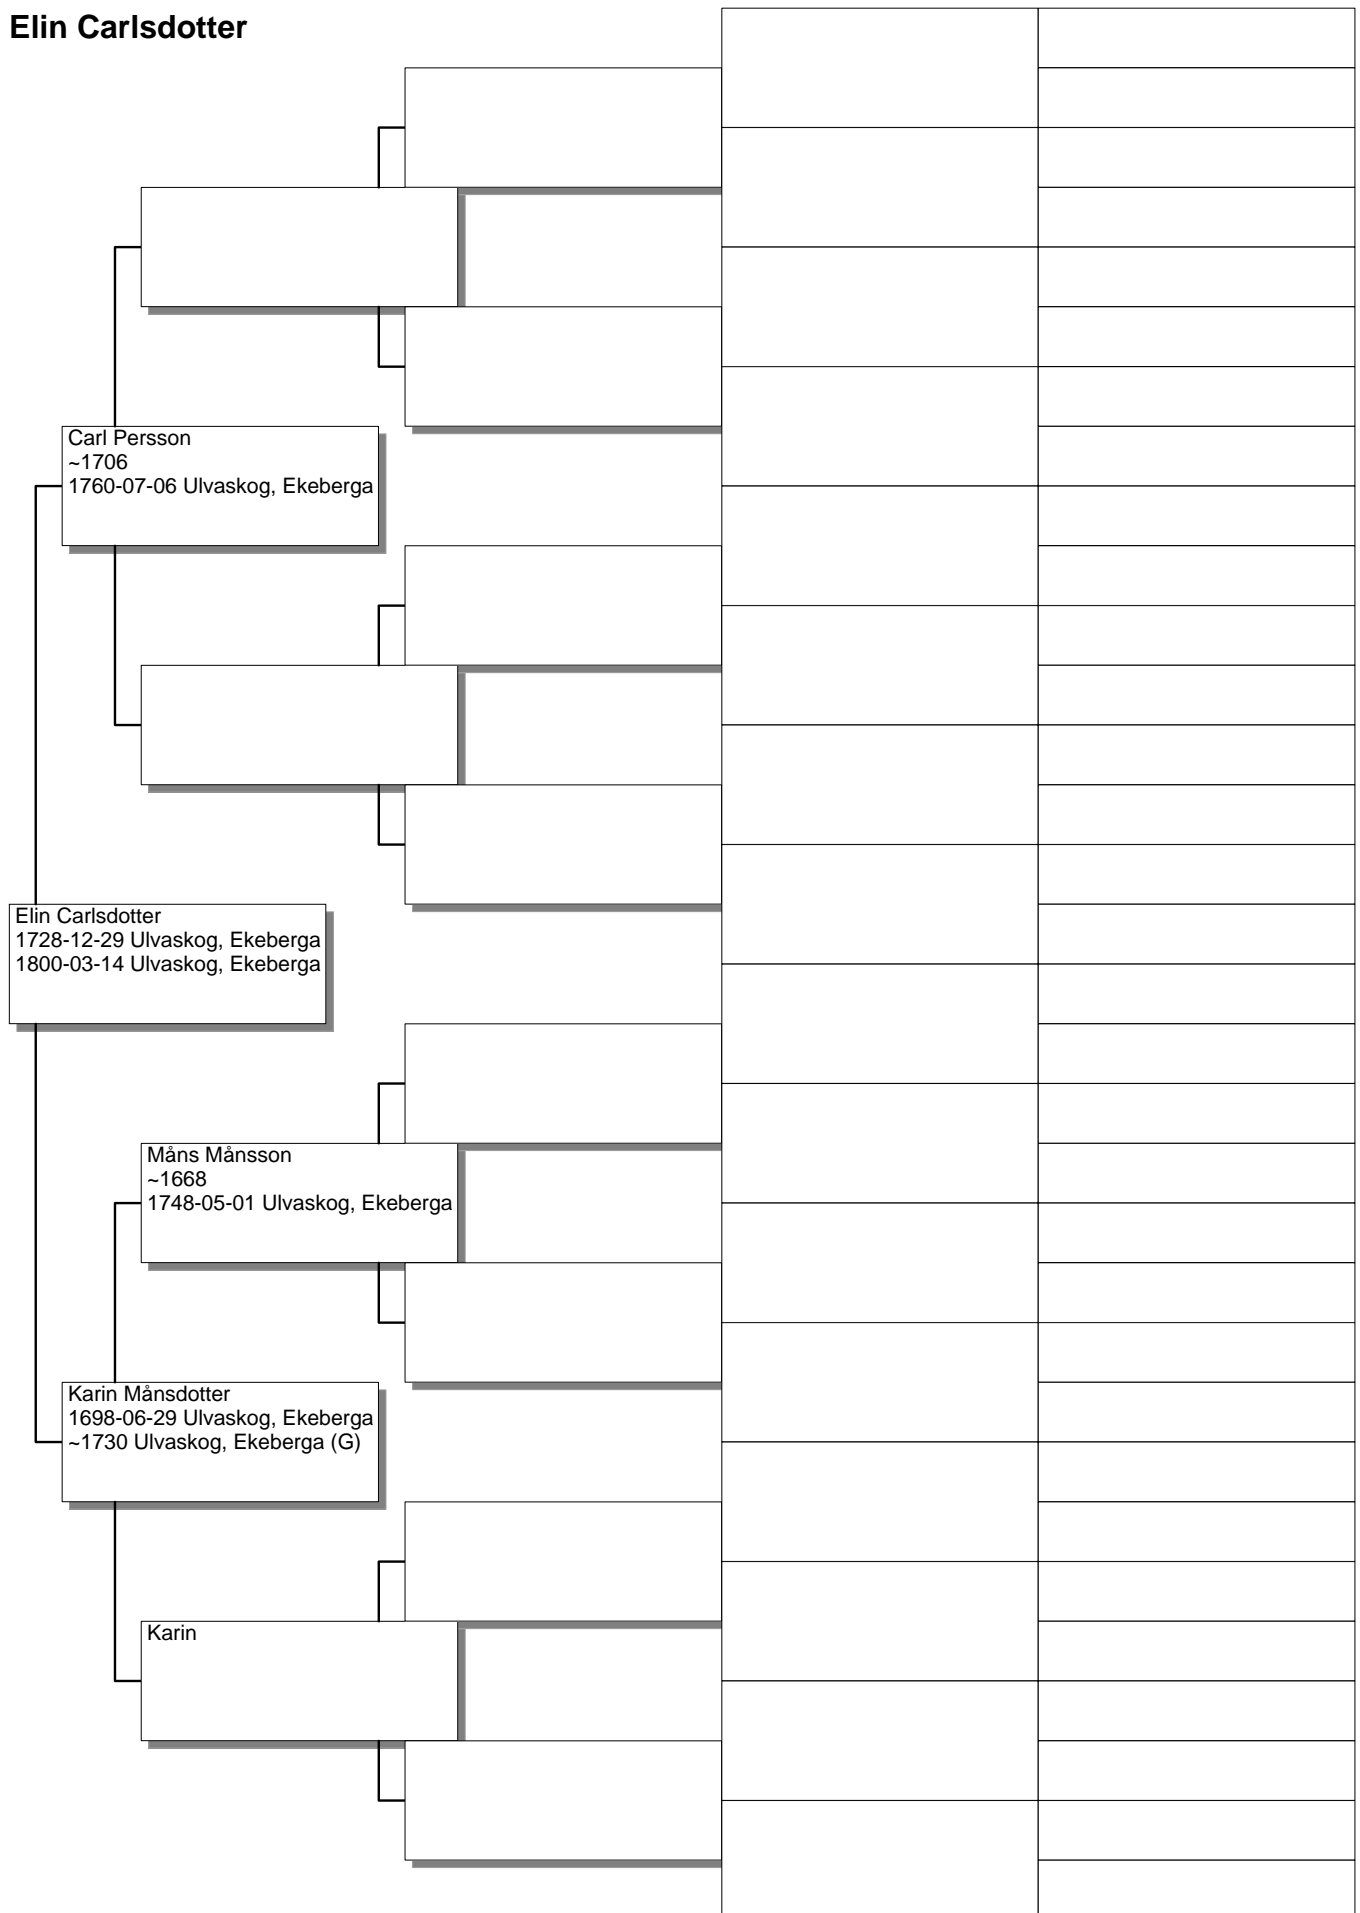 Elin Carlsdotter
Carl Persson
~1706
1760-07-06 Ulvaskog, Ekeberga
Elin Carlsdotter
1728-12-29 Ulvaskog, Ekeberga
1800-03-14 Ulvaskog, Ekeberga
Måns Månsson
~1668
1748-05-01 Ulvaskog, Ekeberga
Karin Månsdotter
1698-06-29 Ulvaskog, Ekeberga
~1730 Ulvaskog, Ekeberga (G)
Karin